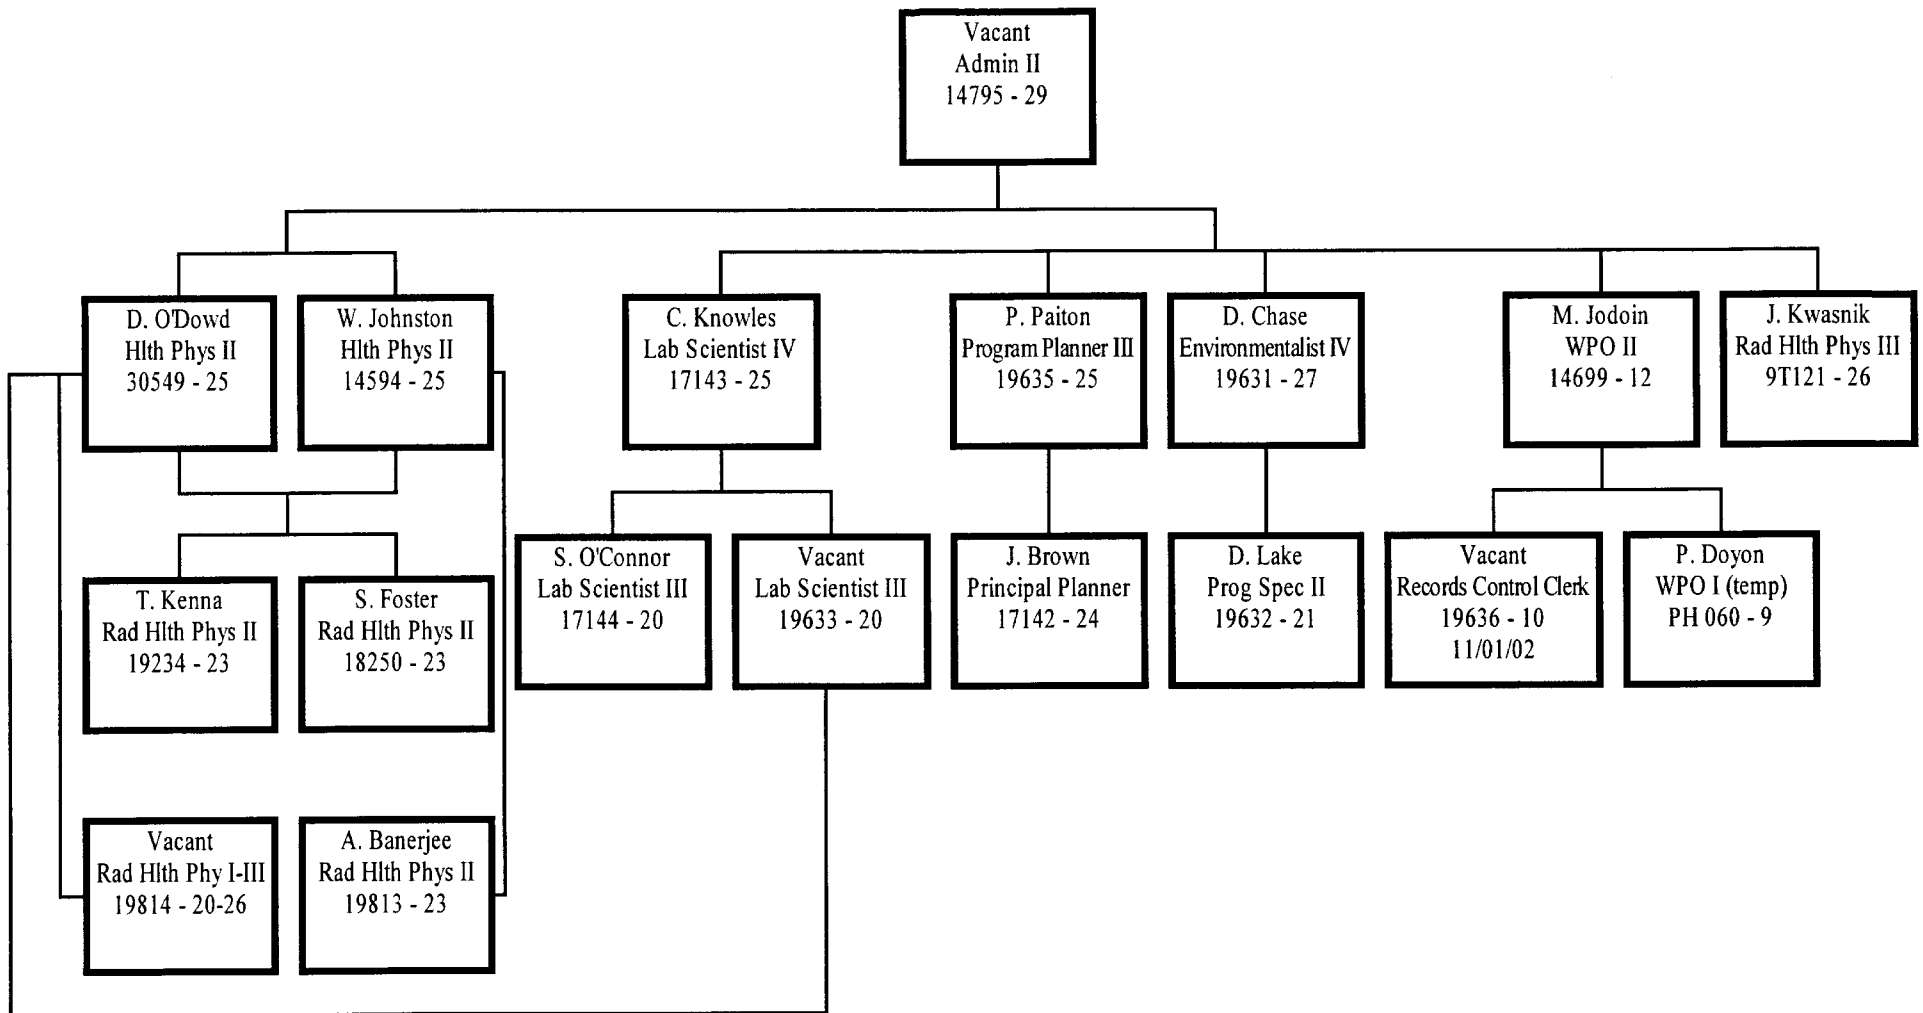 Vacant
Admin II
14795 - 29
D. O'Dowd
Hlth Phys II
30549 - 25
W. Johnston
Hlth Phys II
14594 - 25
C. Knowles
Lab Scientist IV
17143 - 25
P. Paiton
Program Planner III
19635 - 25
D. Chase
Environmentalist IV
19631 - 27
M. Jodoin
WPO II
14699 - 12
J. Kwasnik
Rad Hlth Phys III
9T121 - 26
T. Kenna
Rad Hlth Phys II
19234 - 23
S. Foster
Rad Hlth Phys II
18250 - 23
S. O'Connor
Lab Scientist III
17144 - 20
Vacant
Lab Scientist III
19633 - 20
J. Brown
Principal Planner
17142 - 24
D. Lake
Prog Spec II
19632 - 21
Vacant
Records Control Clerk
19636 - 10
11/01/02
P. Doyon
WPO I (temp)
PH 060 - 9
Vacant
Rad Hlth Phy I-III
19814 - 20-26
A. Banerjee
Rad Hlth Phys II
19813 - 23